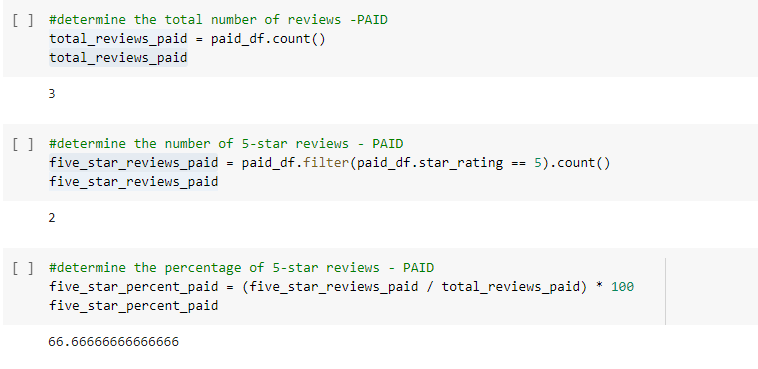 [ ] #determine the total number of reviews -PAID
total_reviews_paid = paid_df.count()
total_reviews_paid
3
[ ] #determine the number of 5-star reviews - PAID
five_star_reviews_paid = paid_df.filter(paid_df.star_rating == 5).count()
five_star_reviews_paid
2
[ ] #determine the percentage of 5-star reviews - PAID
five_star_percent_paid = (five_star_reviews_paid / total_reviews_paid) * 100
five_star_percent_paid
66.66666666666666